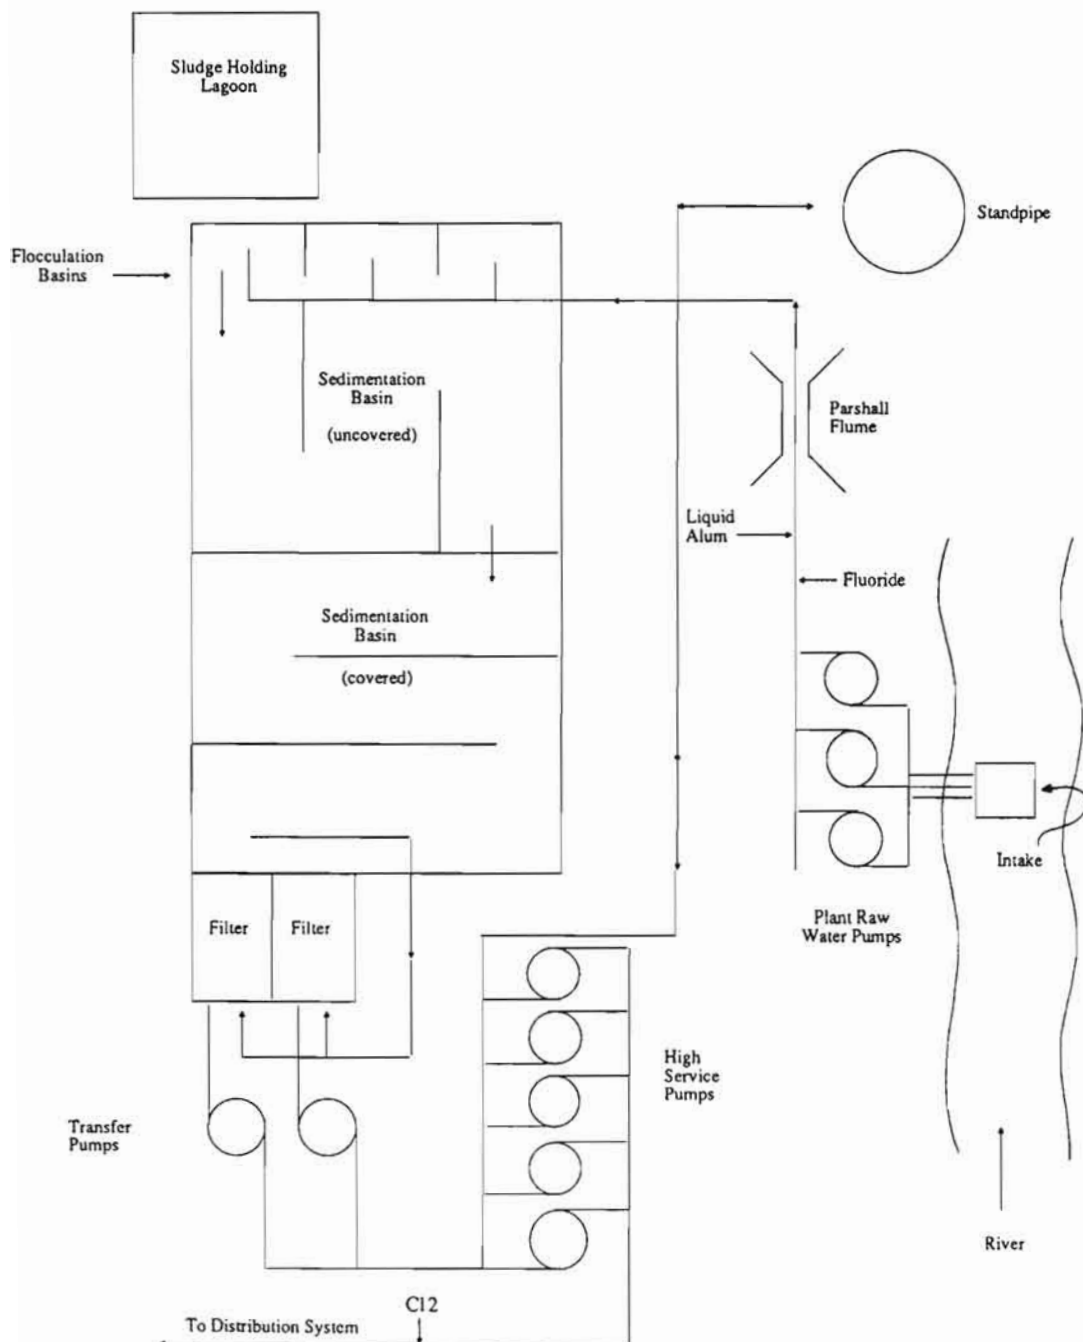 Sludge Holding
Lagoon
Standpipe
Flocculation
Basins
Sedimentation
Basin
(uncovered)
Parshall
Flume
Liquid
Alum
Fluoride
Sedimentation
Basin
(covered)
Intake
Filter
Filter
Plant Raw
Water Pumps
High
Service
Pumps
Transfer
Pumps
River
Cl2
To Distribution System